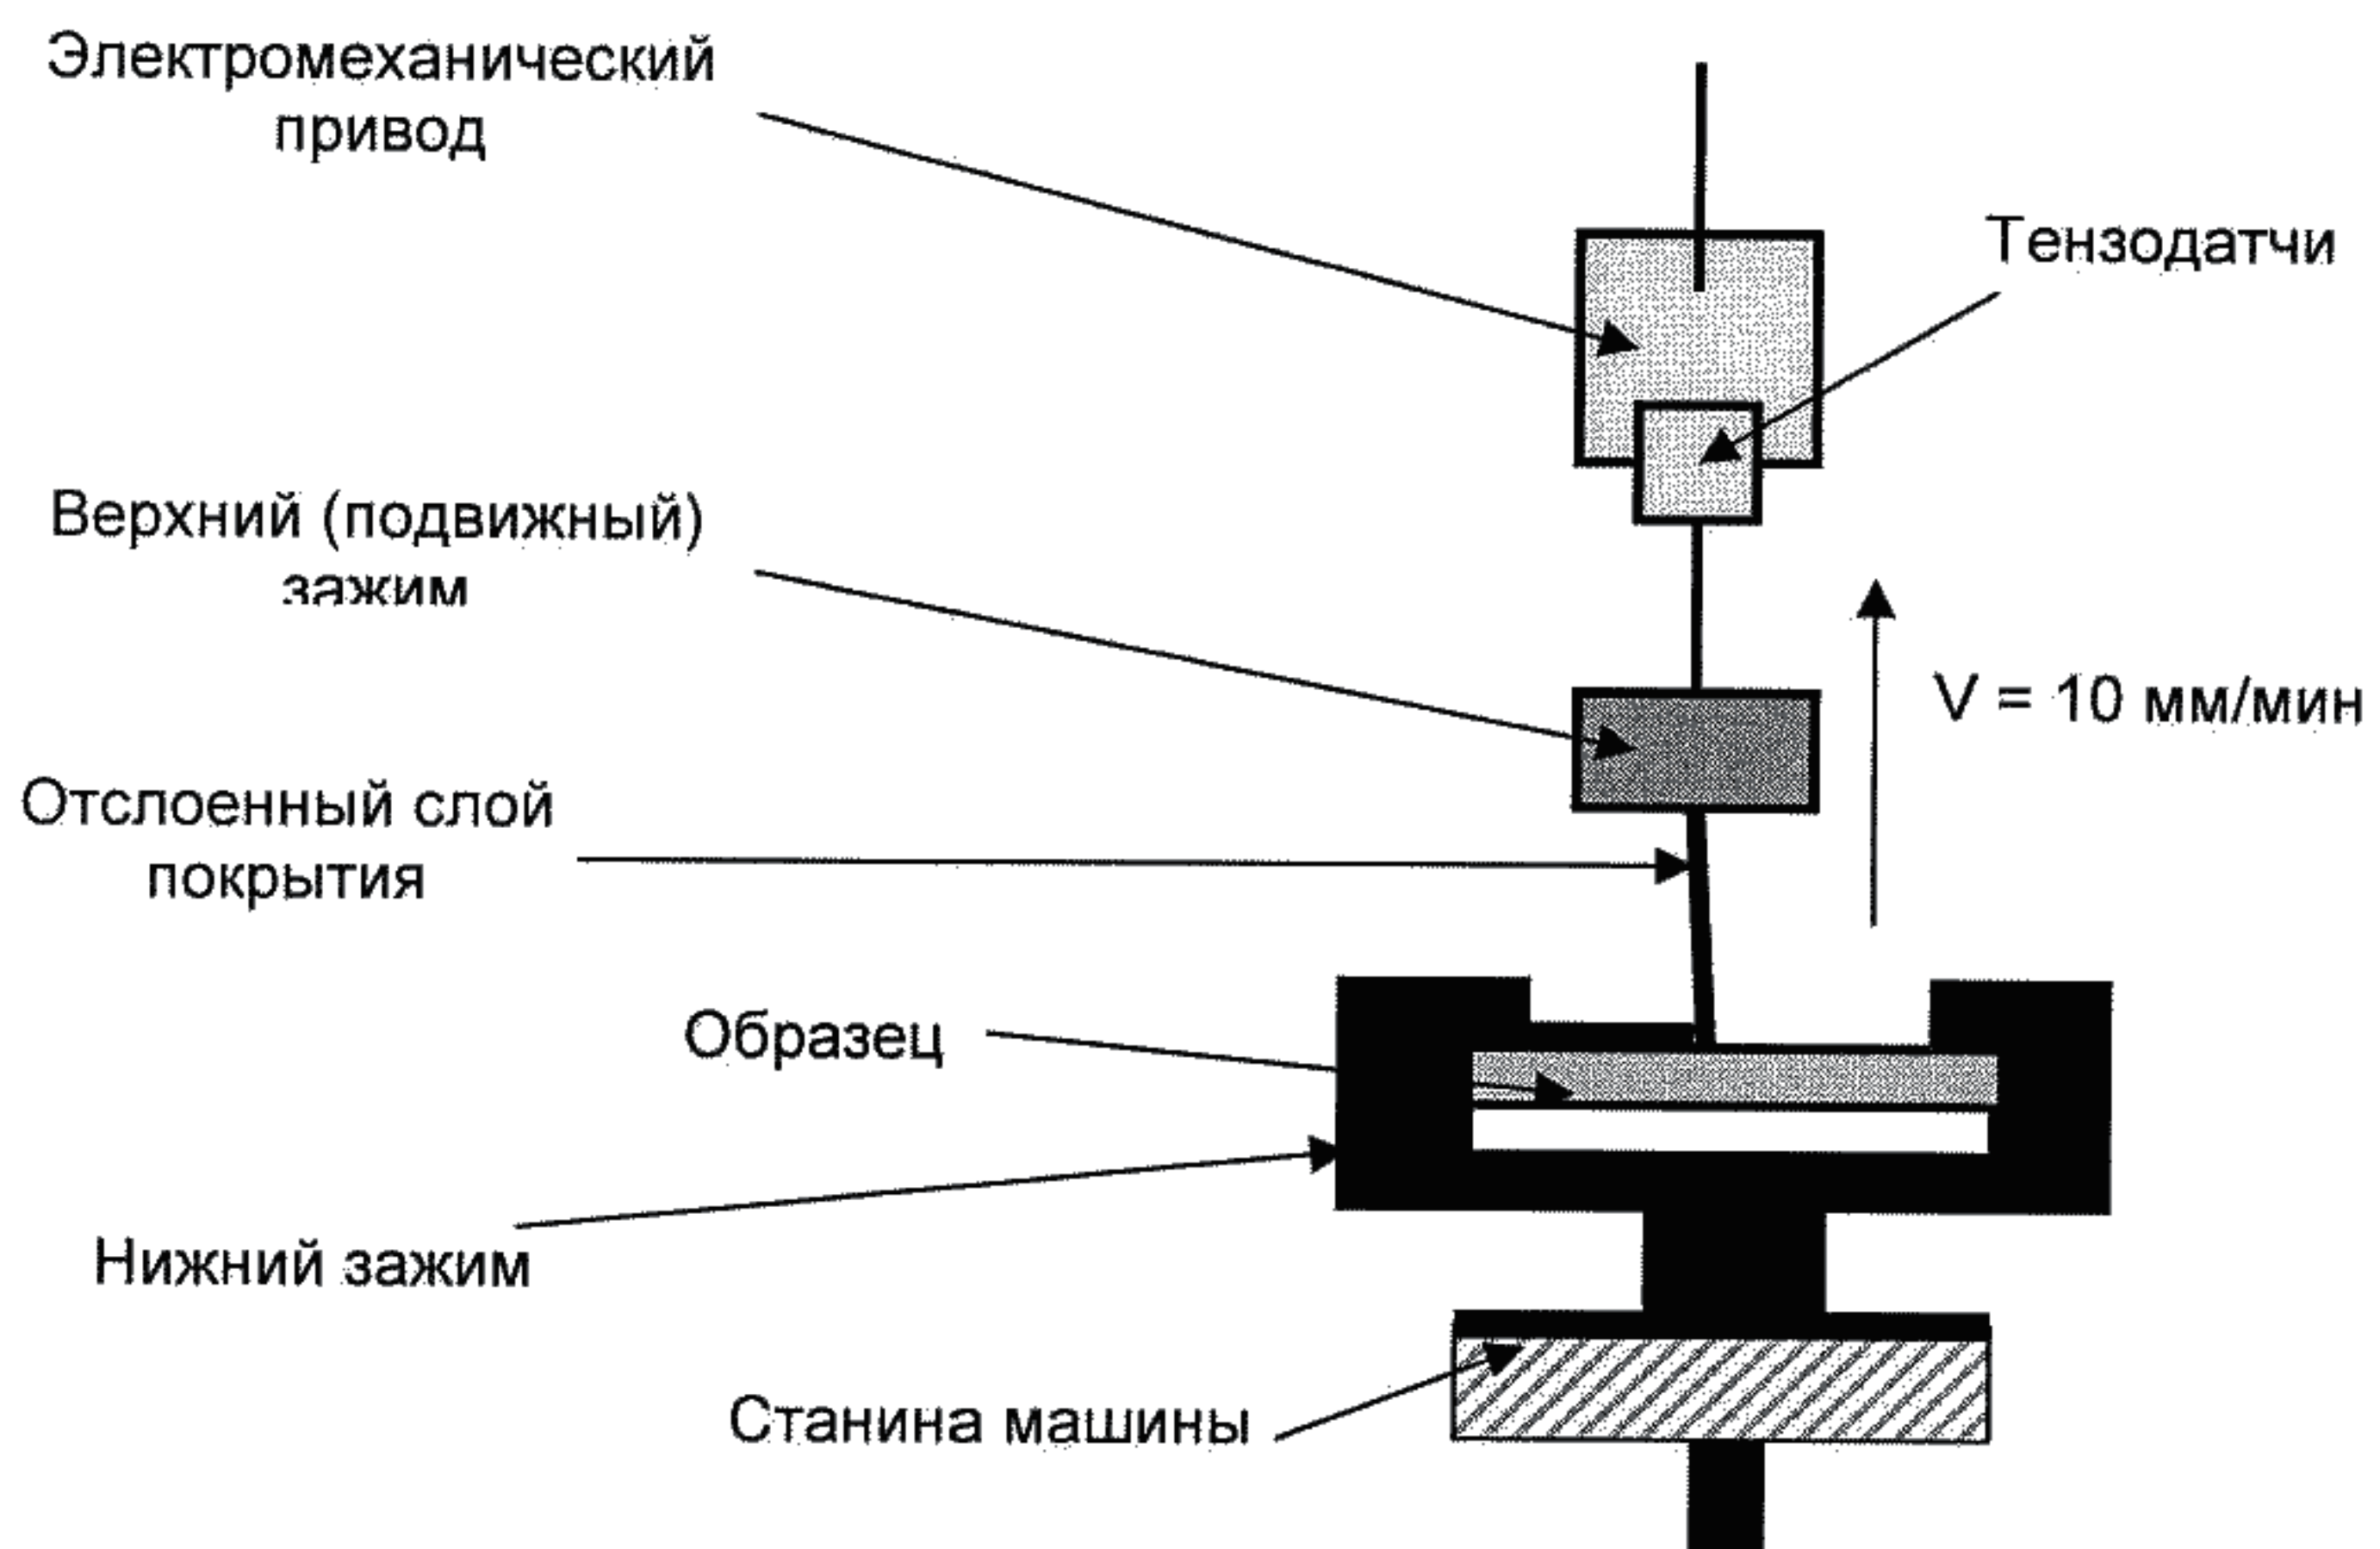 Электромеханический
привод
Тензодатчи
Верхний (подвижный)
зажим
V = 10 мм/мин
Отслоенный слой
покрытия
Образец
Нижний зажим
Станина машины